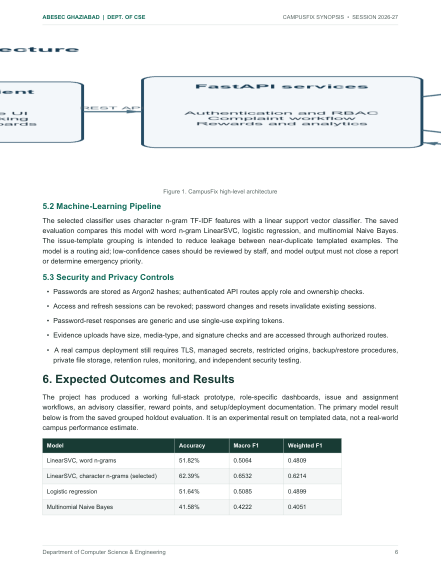 ABESEC GHAZIABAD | DEPT. OF CSE
CAMPUSFIX SYNOPSIS • SESSION 2026-27
ecture
ent
UI
king
oards
REST AP
FastAPI services
Authentication and RBAC
Complaint workflow
Rewards and analytics
Figure 1. CampusFix high-level architecture
5.2 Machine-Learning Pipeline
The selected classifier uses character n-gram TF-IDF features with a linear support vector classifier. The saved
evaluation compares this model with word n-gram LinearSVC, logistic regression, and multinomial Naive Bayes.
The issue-template grouping is intended to reduce leakage between near-duplicate templated examples. The
model is a routing aid; low-confidence cases should be reviewed by staff, and model output must not close a report
or determine emergency priority.
5.3 Security and Privacy Controls
• Passwords are stored as Argon2 hashes; authenticated API routes apply role and ownership checks.
• Access and refresh sessions can be revoked; password changes and resets invalidate existing sessions.
• Password-reset responses are generic and use single-use expiring tokens.
• Evidence uploads have size, media-type, and signature checks and are accessed through authorized routes.
• A real campus deployment still requires TLS, managed secrets, restricted origins, backup/restore procedures,
private file storage, retention rules, monitoring, and independent security testing.
6. Expected Outcomes and Results
The project has produced a working full-stack prototype, role-specific dashboards, issue and assignment
workflows, an advisory classifier, reward points, and setup/deployment documentation. The primary model result
below is from the saved grouped holdout evaluation. It is an experimental result on templated data, not a real-world
campus performance estimate.
Model Accuracy Macro F1 Weighted F1
LinearSVC, word n-grams 51.82% 0.5064 0.4809
LinearSVC, character n-grams (selected) 62.39% 0.6532 0.6214
Logistic regression 51.64% 0.5085 0.4899
Multinomial Naive Bayes 41.58% 0.4222 0.4051
Department of Computer Science & Engineering
6